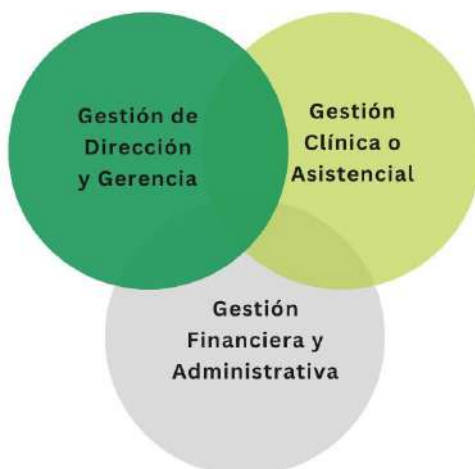 Gestión de
Dirección
y Gerencia
Gestión
Clínica o
Asistencial
Gestión
Financiera y
Administrativa